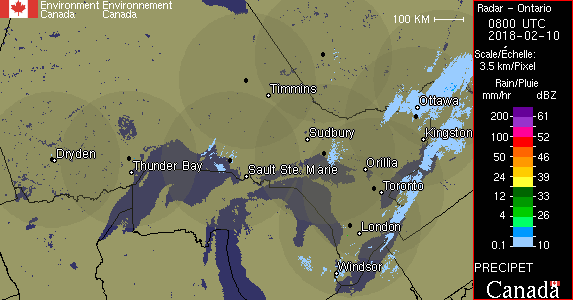 Environment Environnement
Canada Canada
100 KM
Timmins
Ottawa
Sudbury
Kingston
Dryden
Thunder Bay
Sault Ste. Marie
Orillia
Toronto
London
Windsor
Radar - Ontario
0800 UTC
2018-02-10
Scale/Échelle:
3.5 km/Pixel
Rain/Pluie
mm/hr dBZ
200 61
100 52
50 46
24 39
12 33
4 26
0.1 10
PRECIPET
Canada